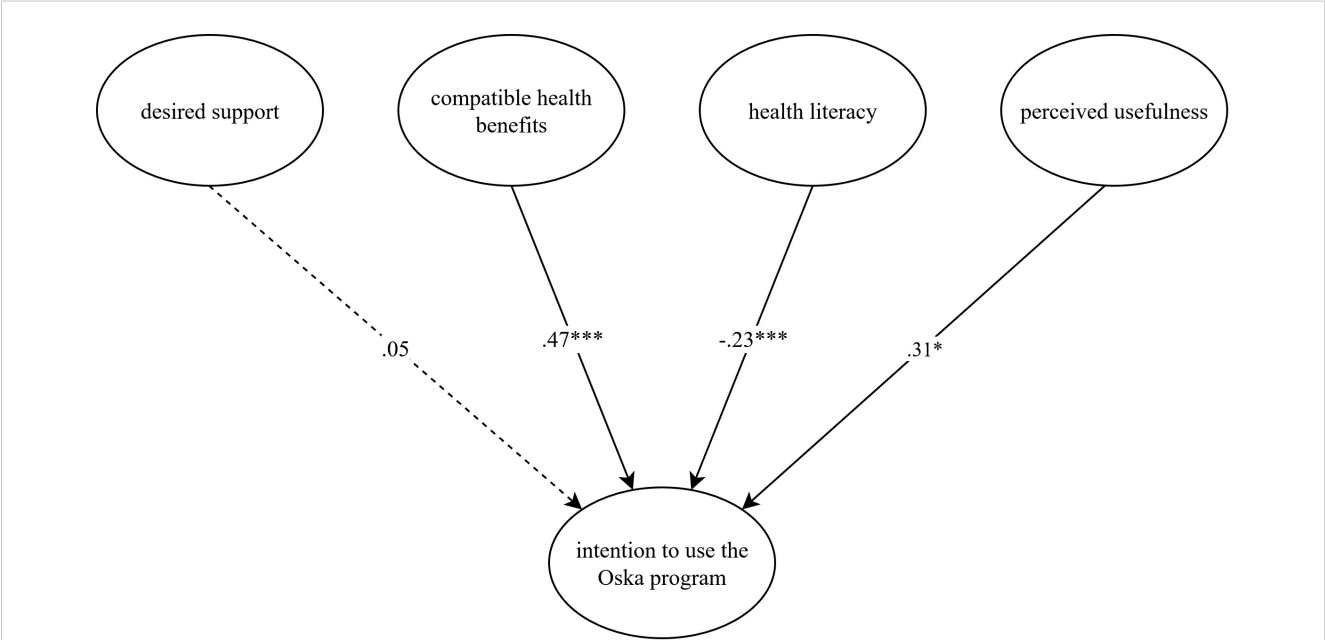 desired support
compatible health
benefits
health literacy
perceived usefulness
.05
.47***
-.23***
.31*
intention to use the
Oska program